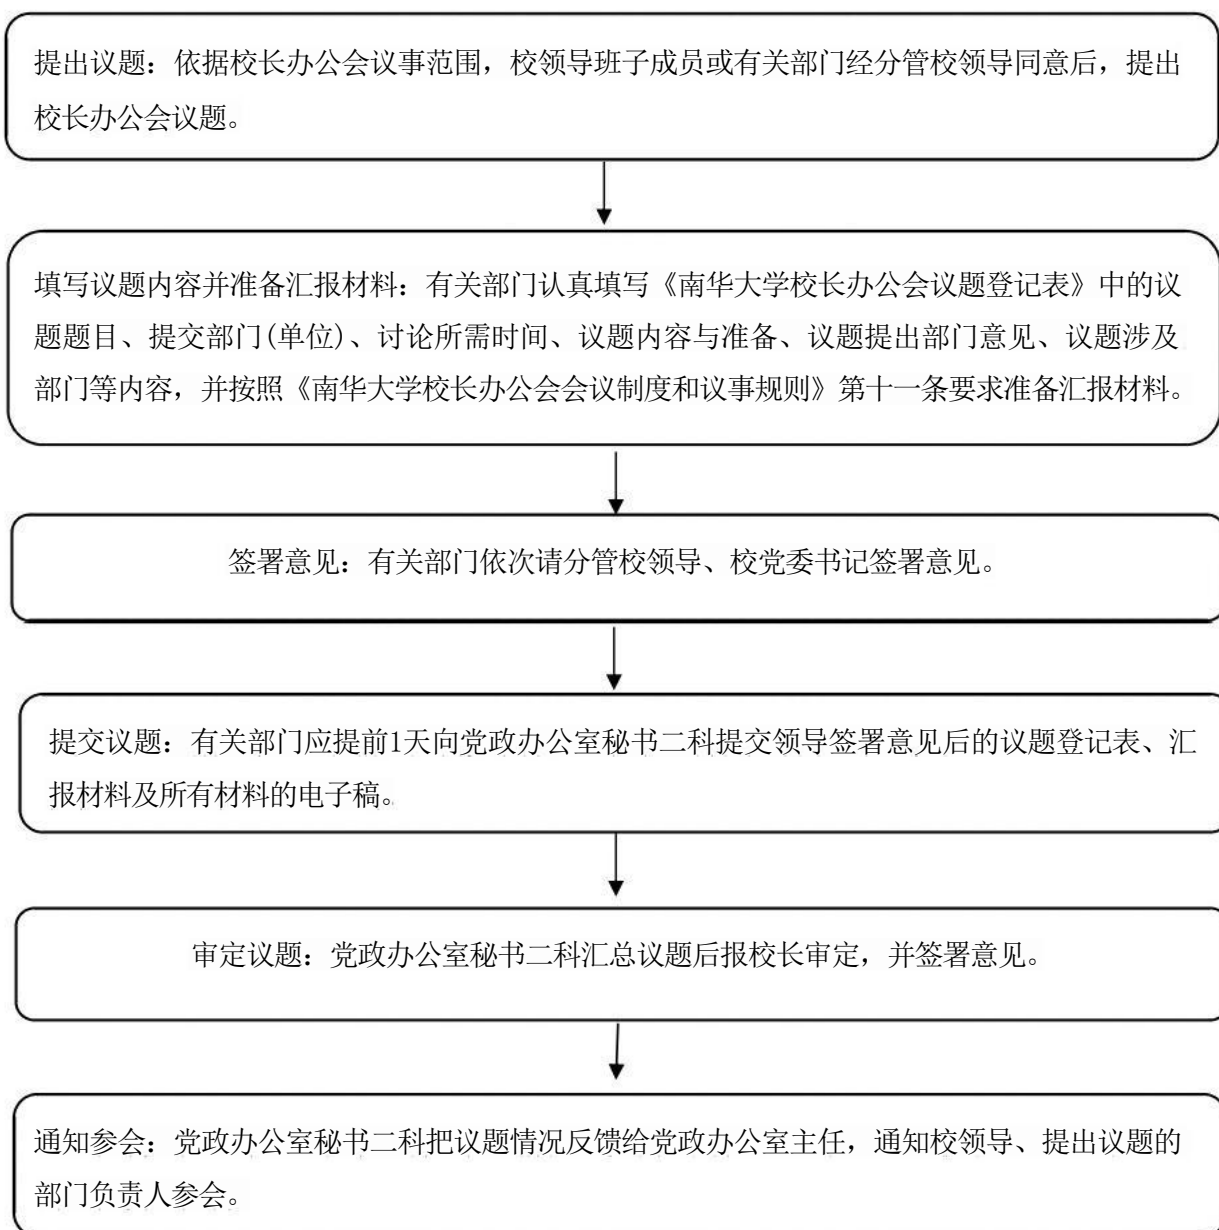 提出议题：依据校长办公会议事范围，校领导班子成员或有关部门经分管校领导同意后，提出
校长办公会议题。
填写议题内容并准备汇报材料：有关部门认真填写《南华大学校长办公会议题登记表》中的议
题题目、提交部门(单位)、讨论所需时间、议题内容与准备、议题提出部门意见、议题涉及
部门等内容，并按照《南华大学校长办公会会议制度和议事规则》第十一条要求准备汇报材料。
签署意见：有关部门依次请分管校领导、校党委书记签署意见。
提交议题：有关部门应提前1天向党政办公室秘书二科提交领导签署意见后的议题登记表、汇
报材料及所有材料的电子稿。
审定议题：党政办公室秘书二科汇总议题后报校长审定，并签署意见。
通知参会：党政办公室秘书二科把议题情况反馈给党政办公室主任，通知校领导、提出议题的
部门负责人参会。